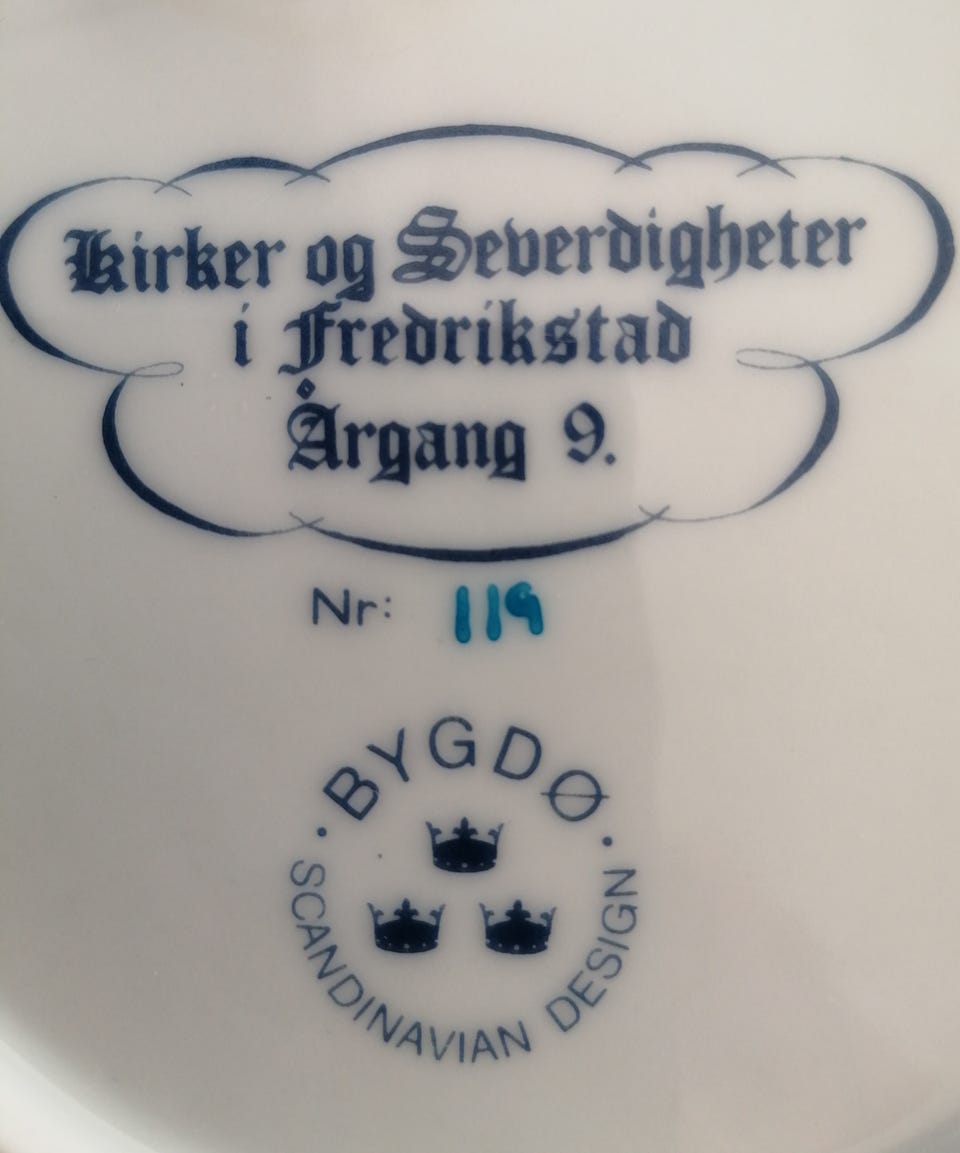 Kirker og Severdigheter
i Fredrikstad
Årgang 9.
Nr: 119
BYGDØ
SCANDINAVIAN DESIGN